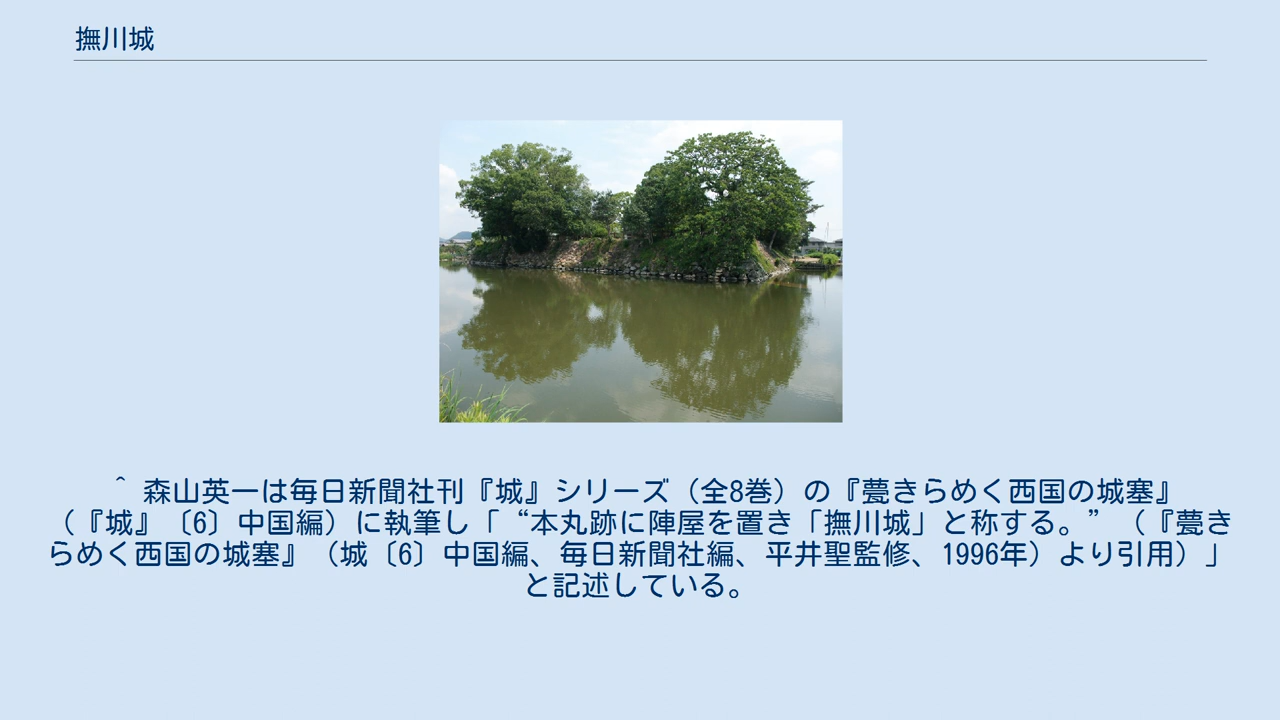 撫川城
＾ 森山英一は毎日新聞社刊『城』シリーズ（全8巻）の『甍きらめく西国の城塞』
（『城』〔6〕中国編）に執筆し「“本丸跡に陣屋を置き「撫川城」と称する。”（『甍き
らめく西国の城塞』（城〔6〕中国編、毎日新聞社編、平井聖監修、1996年）より引用）」
と記述している。